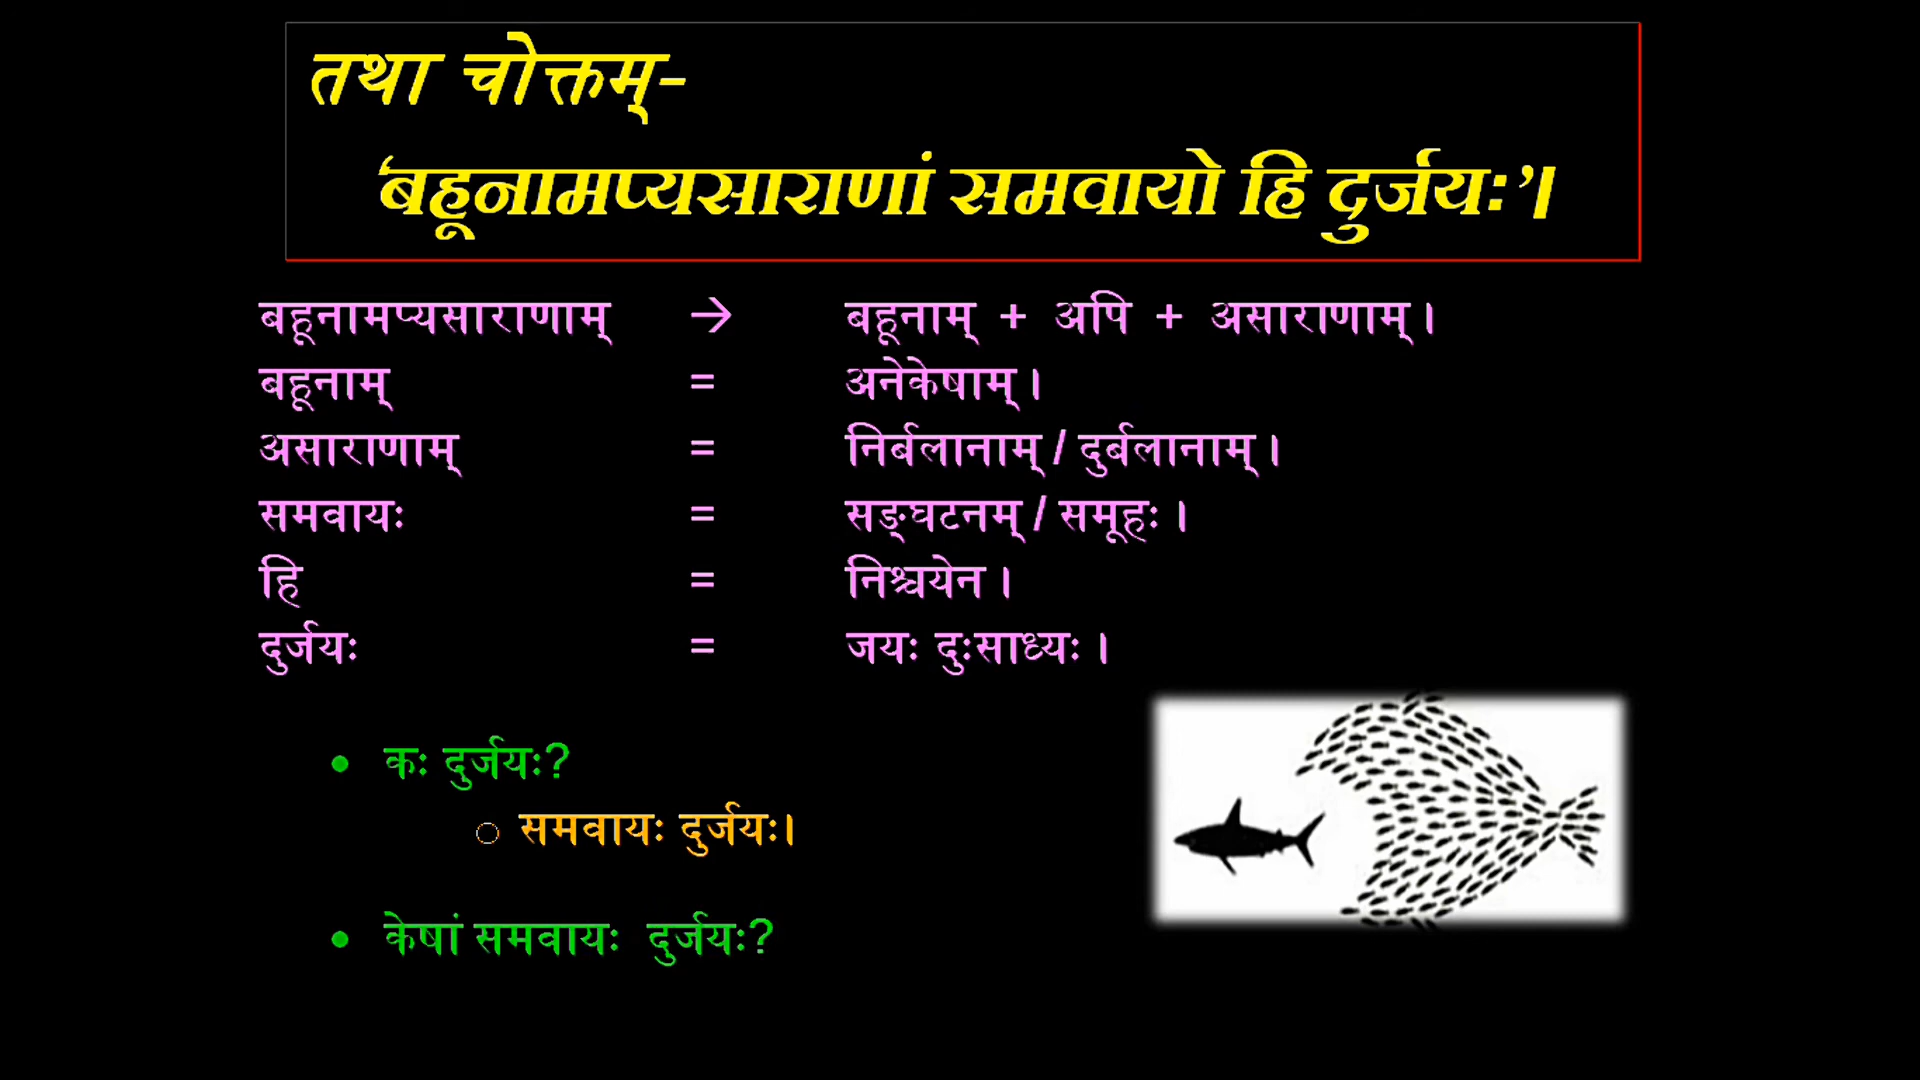 तथा चोक्तम्-
‘बहूनामप्यसाराणां समवायो हि दुर्जयः’।
बहूनामप्यसाराणाम् → बहूनाम् + अपि + असाराणाम् ।
बहूनाम् = अनेकेषाम् ।
असाराणाम् = निर्बलानाम् / दुर्बलानाम् ।
समवायः = सङ्घटनम् / समूहः ।
हि = निश्चयेन ।
दुर्जयः = जयः दुःसाध्यः ।
• कः दुर्जयः?
○ समवायः दुर्जयः।
• केषां समवायः दुर्जयः?